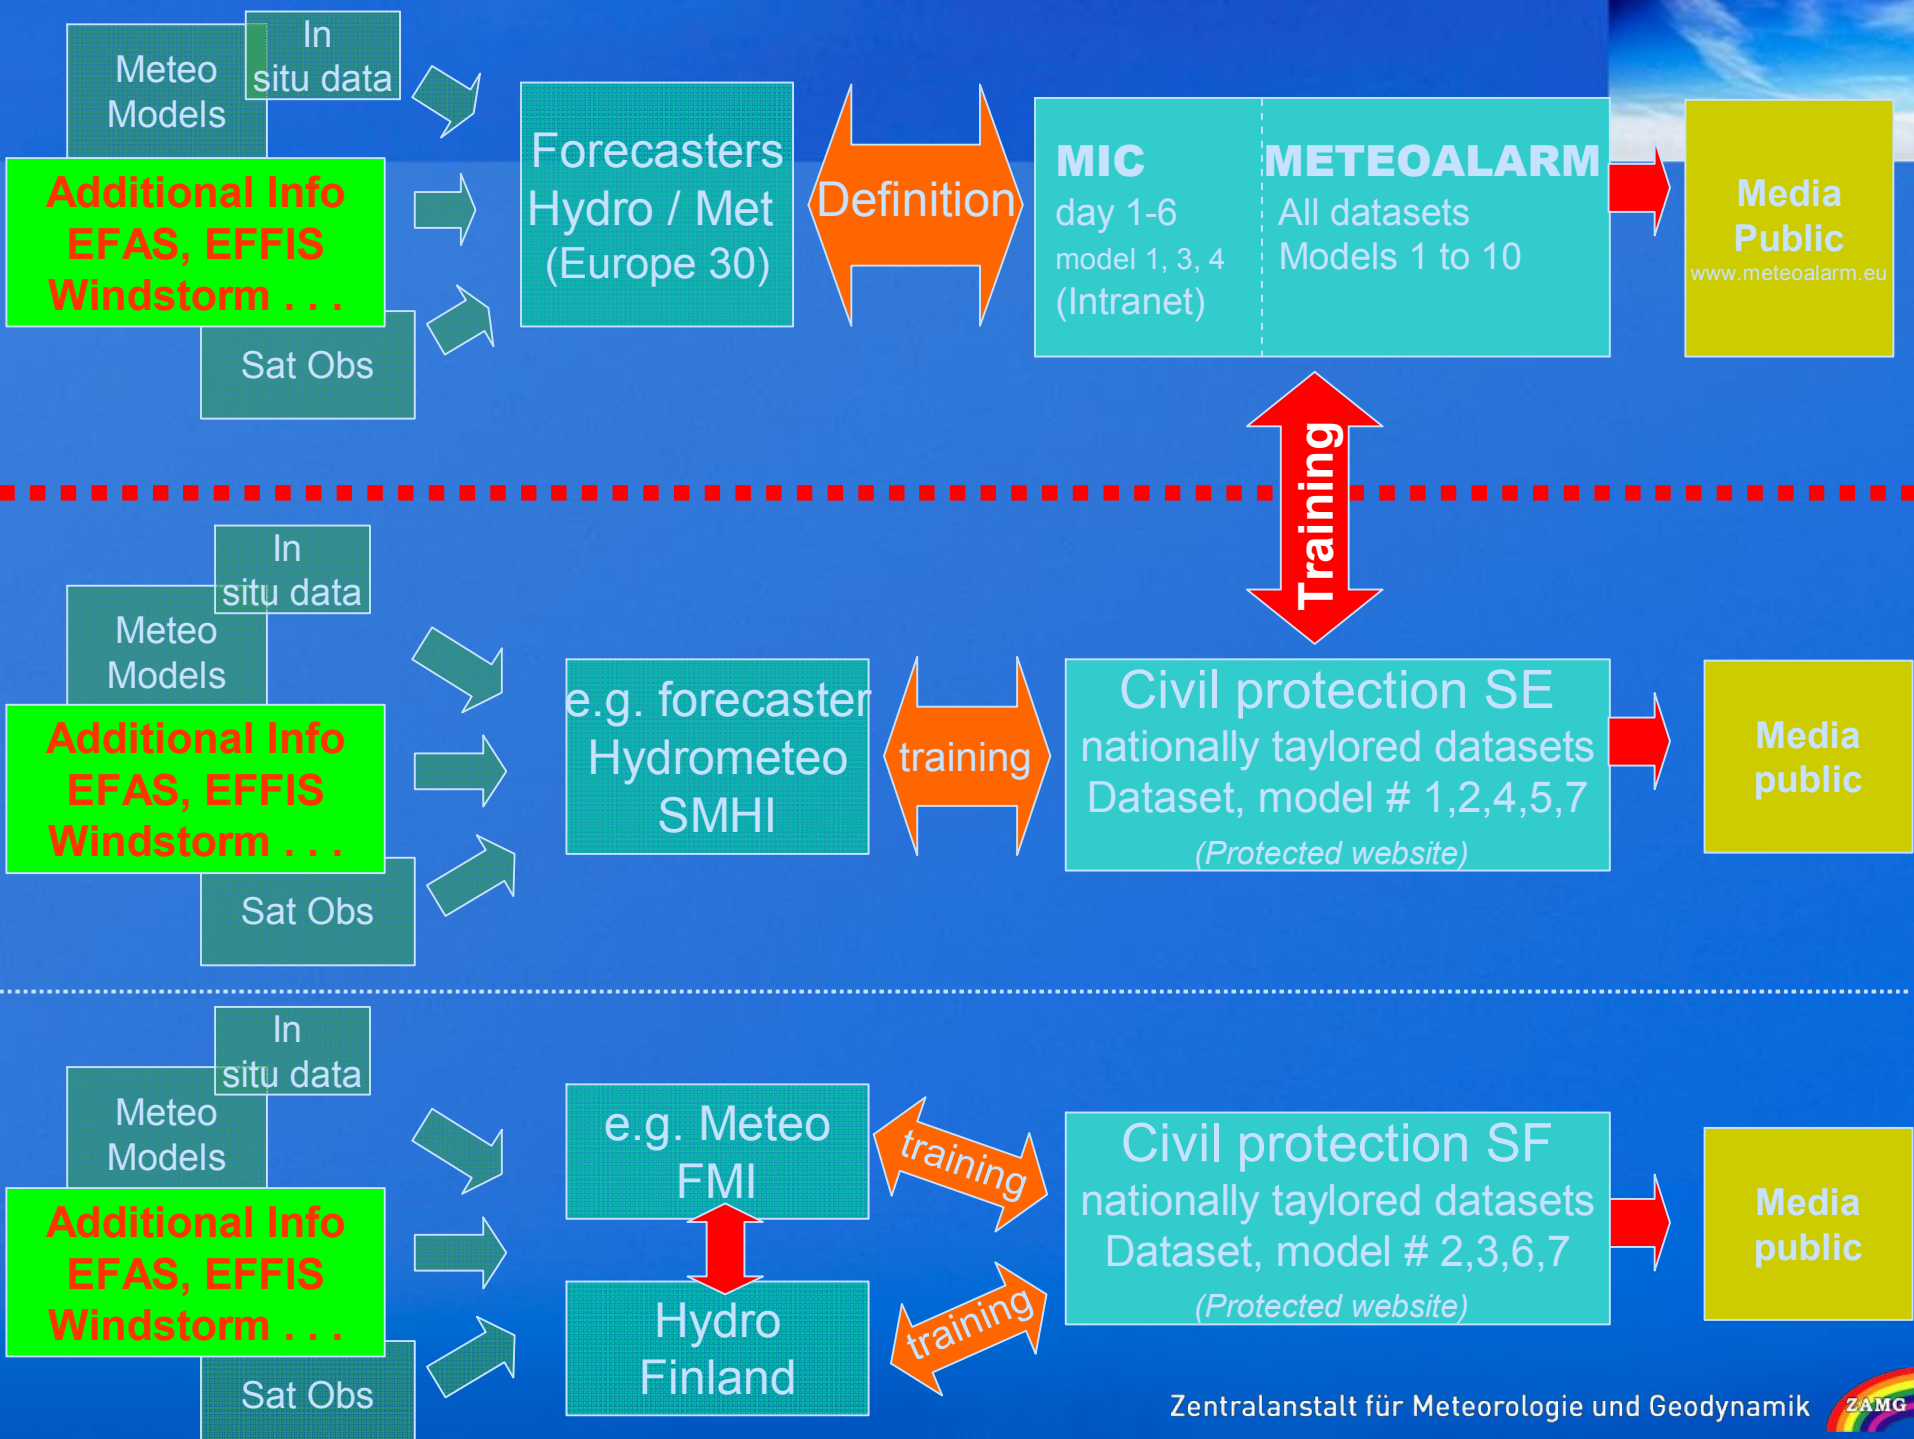 In
situ data
Meteo
Models
Additional Info
EFAS, EFFIS
Windstorm . . .
Sat Obs
Forecasters
Hydro / Met
(Europe 30)
Definition
MIC
day 1-6
model 1, 3, 4
(Intranet)
METEOALARM
All datasets
Models 1 to 10
Media
Public
www.meteoalarm.eu
Training
In
situ data
Meteo
Models
Additional Info
EFAS, EFFIS
Windstorm . . .
Sat Obs
e.g. forecaster
Hydrometeo
SMHI
training
Civil protection SE
nationally taylored datasets
Dataset, model # 1,2,4,5,7
(Protected website)
Media
public
In
situ data
Meteo
Models
Additional Info
EFAS, EFFIS
Windstorm . . .
Sat Obs
e.g. Meteo
FMI
Hydro
Finland
training
training
Civil protection SF
nationally taylored datasets
Dataset, model # 2,3,6,7
(Protected website)
Media
public
Zentralanstalt für Meteorologie und Geodynamik
ZAMG